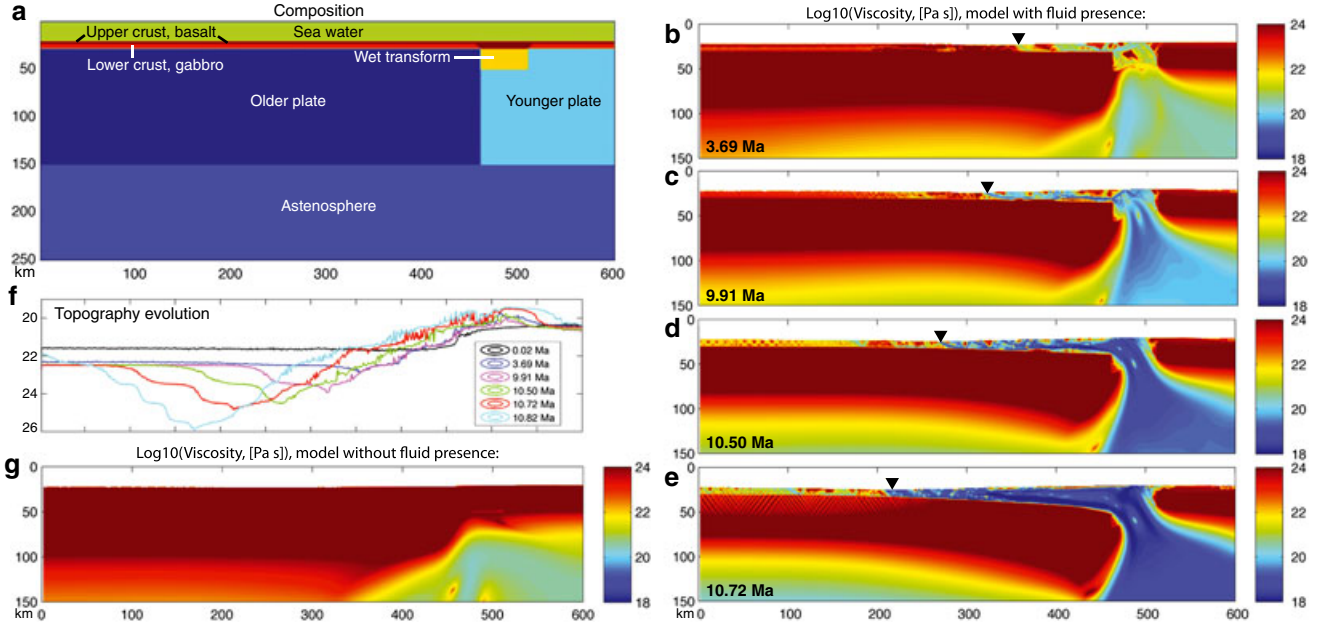 a
Composition
Upper crust, basalt
Sea water
Lower crust, gabbro
Wet transform
Older plate
Younger plate
Astenosphere
50
100
150
200
250
km
100
200
300
400
500
600
f
Topography evolution
20
22
24
26
0.02 Ma
3.69 Ma
9.91 Ma
10.50 Ma
10.72 Ma
10.82 Ma
g
Log10(Viscosity, [Pa s]), model without fluid presence:
0
50
100
150
km
0
100
200
300
400
500
600
24
22
20
18
Log10(Viscosity, [Pa s]), model with fluid presence:
b
0
50
100
150
3.69 Ma
24
22
20
18
c
0
50
100
150
9.91 Ma
24
22
20
18
d
0
50
100
150
10.50 Ma
24
22
20
18
e
0
50
100
150
10.72 Ma
24
22
20
18
km
0
100
200
300
400
500
600